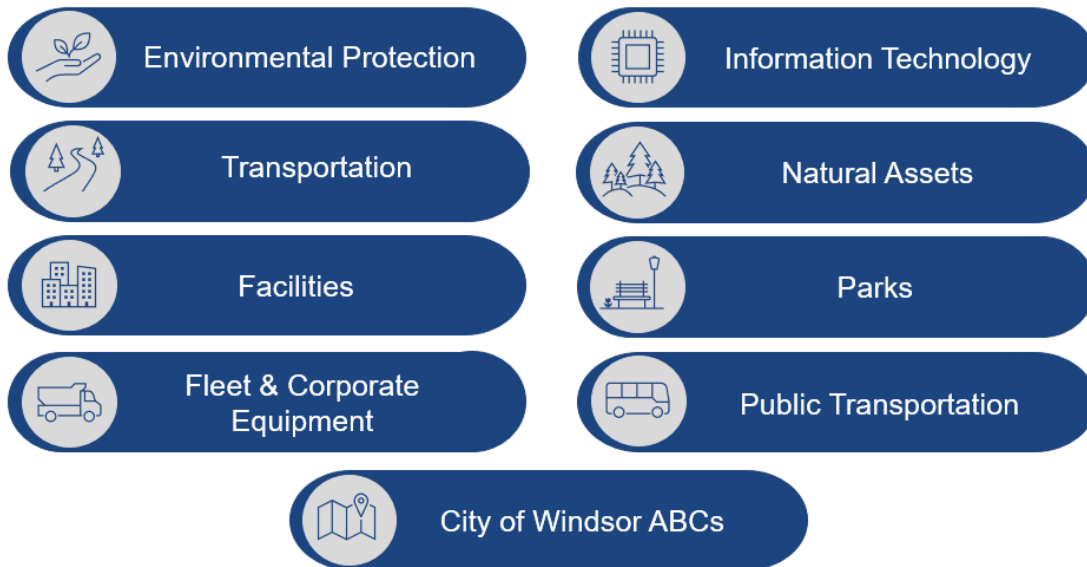 Environmental Protection
Information Technology
Transportation
Natural Assets
Facilities
Parks
Fleet & Corporate
Equipment
Public Transportation
City of Windsor ABCs